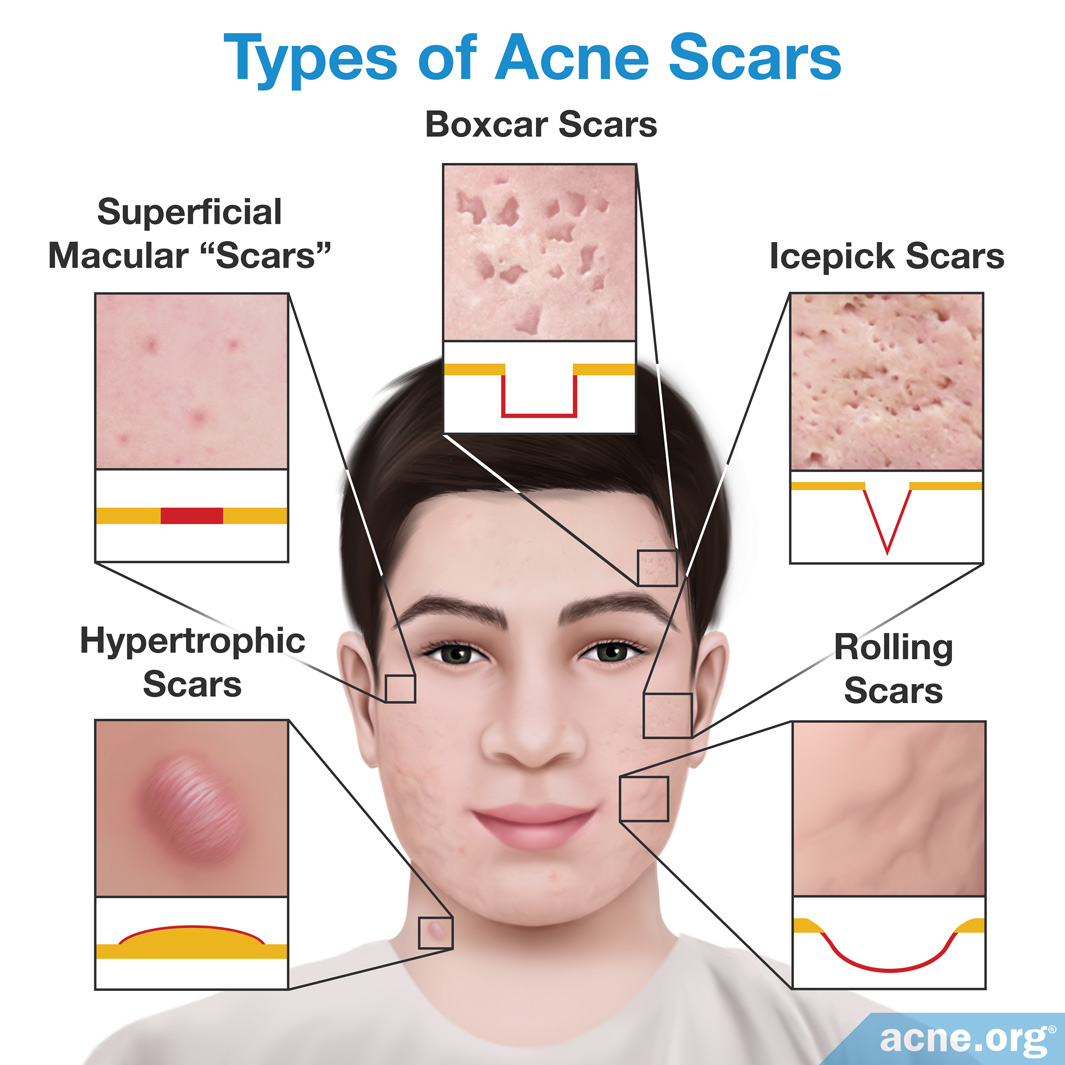 Types of Acne Scars
Boxcar Scars
Superficial
Macular “Scars”
Icepick Scars
Hypertrophic
Scars
Rolling
Scars
acne.org®